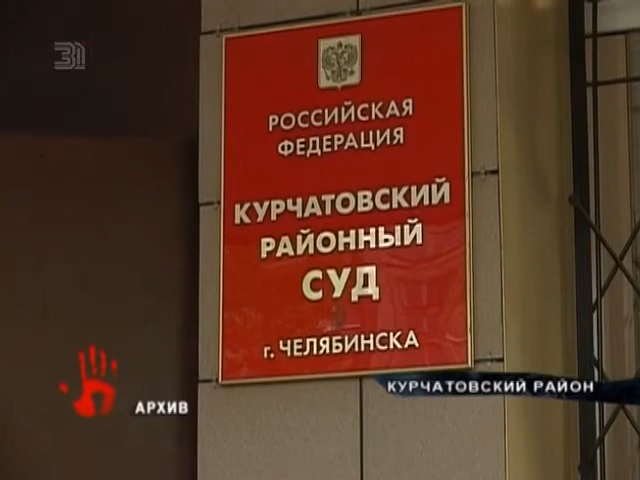 31
РОССИЙСКАЯ
ФЕДЕРАЦИЯ
КУРЧАТОВСКИЙ
РАЙОННЫЙ
СУД
г. ЧЕЛЯБИНСКА
КУРЧАТОВСКИЙ РАЙОН
АРХИВ